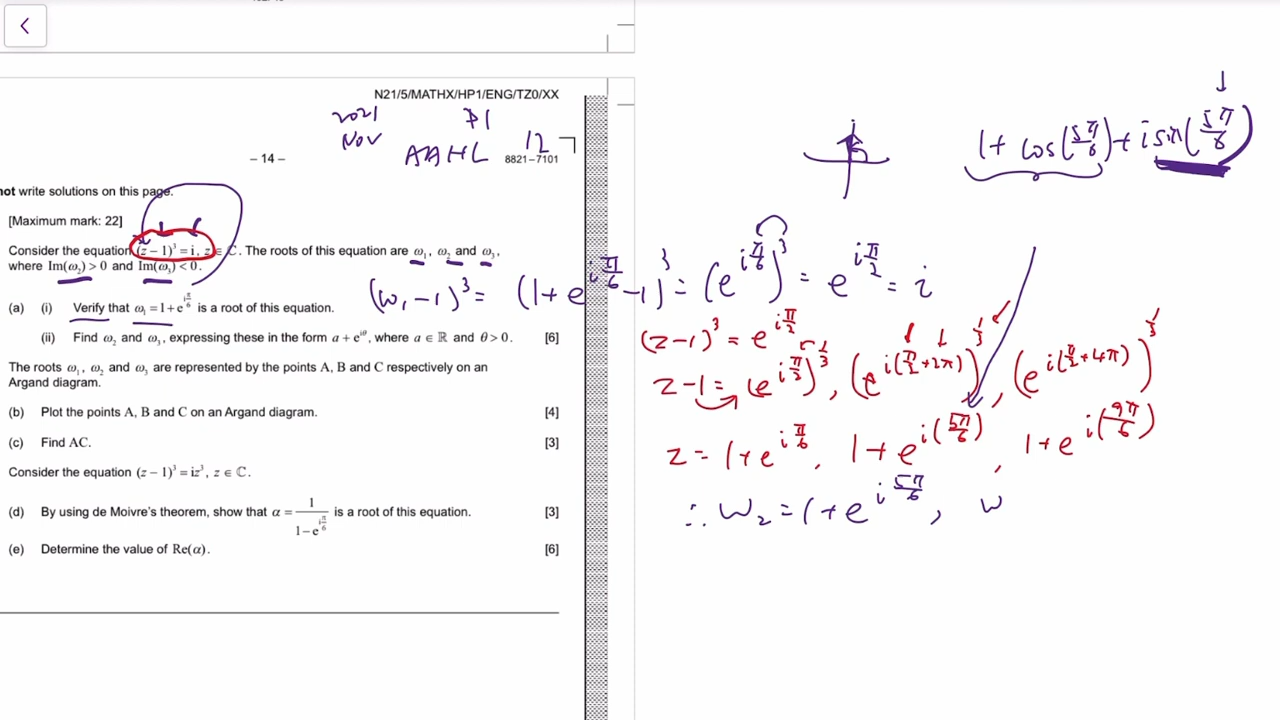 N21/5/MATHX/HP1/ENG/TZ0/XX
2021 NOV P1 AAHL 12
– 14 –
8821–7101
not write solutions on this page.
[Maximum mark: 22]
Consider the equation (z – 1)³ = i, z ∈ ℂ. The roots of this equation are ω₁, ω₂ and ω₃,
where Im(ω₂) > 0 and Im(ω₃) < 0.
(a) (i) Verify that ω₁ = 1 + e^{iπ/6} is a root of this equation.
(ii) Find ω₂ and ω₃, expressing these in the form a + e^{iθ}, where a ∈ ℝ and θ > 0. [6]
The roots ω₁, ω₂ and ω₃ are represented by the points A, B and C respectively on an
Argand diagram.
(b) Plot the points A, B and C on an Argand diagram. [4]
(c) Find AC. [3]
Consider the equation (z – 1)³ = iz³, z ∈ ℂ.
(d) By using de Moivre's theorem, show that α = 1/(1–e^{iπ/6}) is a root of this equation. [3]
(e) Determine the value of Re(α). [6]
1 + cos(5π/6) + i sin(5π/6)
(ω₁ – 1)³ = (1 + e^{iπ/6} – 1)³ = (e^{iπ/6})³ = e^{iπ/2} = i
(z – 1)³ = e^{iπ/2}
z – 1 = (e^{iπ/2})^{1/3}, (e^{i(π/2+2π)})^{1/3}, (e^{i(π/2+4π)})^{1/3}
z = 1 + e^{iπ/6}, 1 + e^{i(5π/6)}, 1 + e^{i(9π/6)}
∴ ω₂ = 1 + e^{i5π/6}, ω